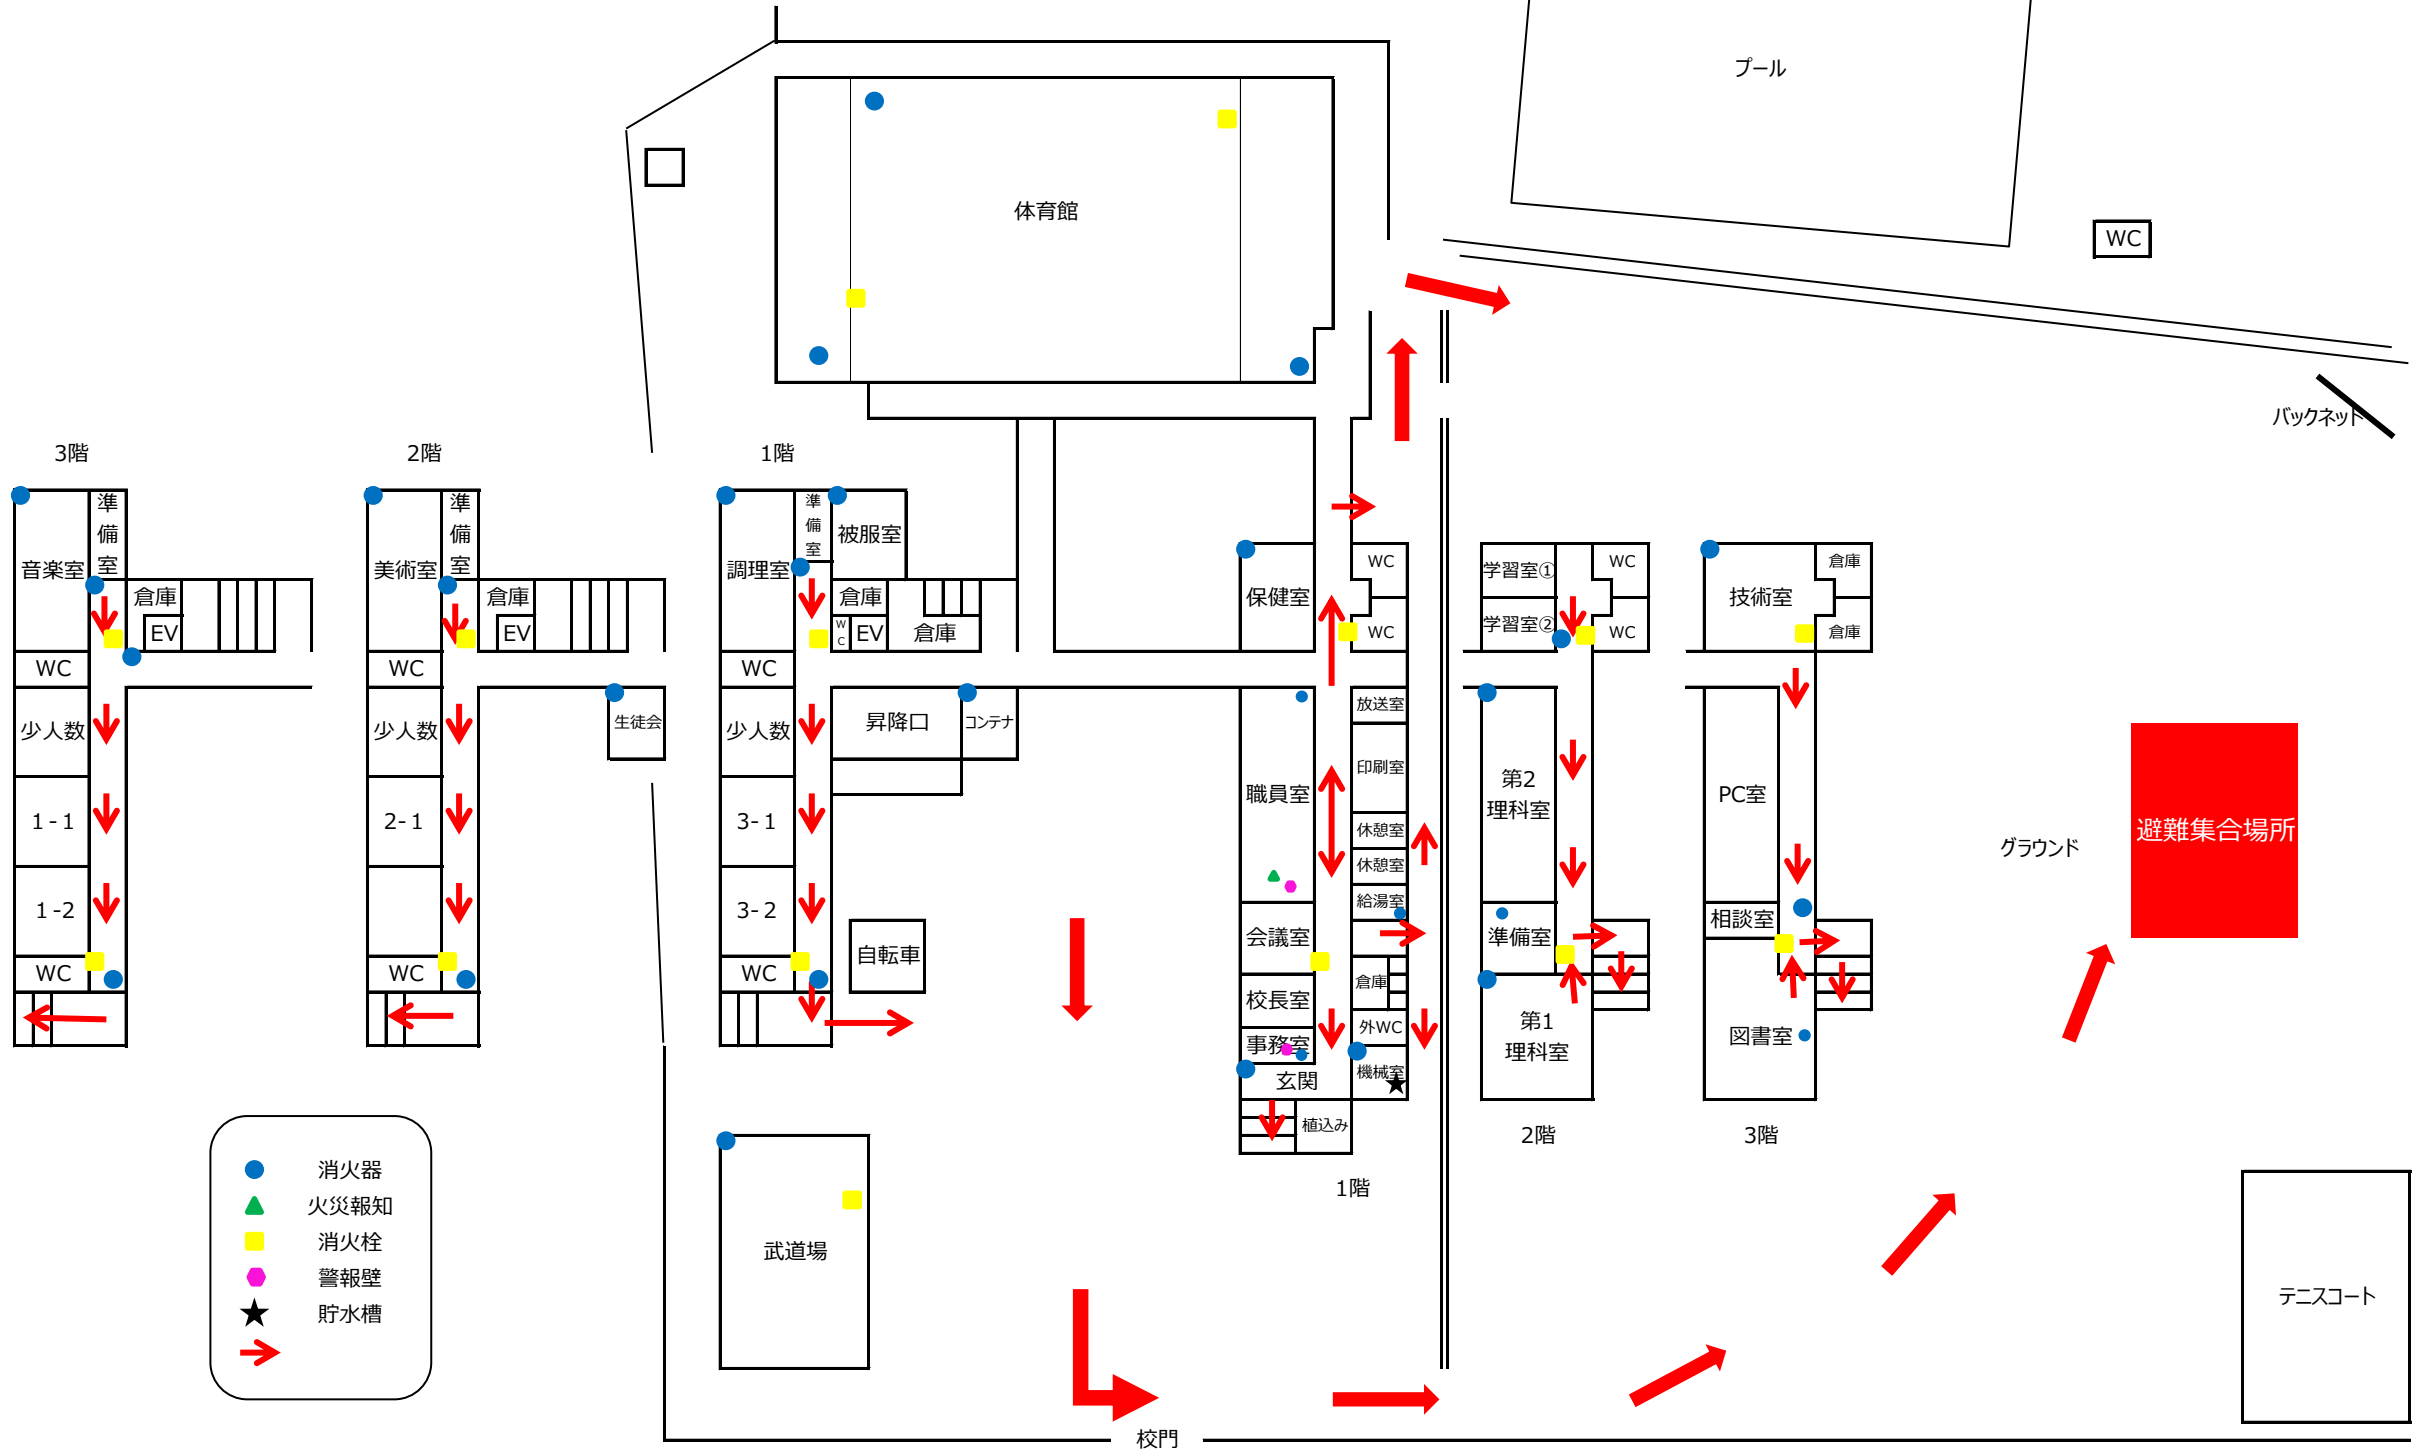 プール
体育館
WC
バックネット
3階
2階
1階
準備室
音楽室
倉庫
EV
WC
少人数
1-1
1-2
WC
準備室
美術室
倉庫
EV
WC
少人数
生徒会
2-1
WC
準備室
被服室
調理室
倉庫
WC
EV
倉庫
WC
少人数
昇降口
コンテナ
3-1
3-2
自転車
WC
保健室
WC
WC
職員室
放送室
印刷室
休憩室
休憩室
給湯室
会議室
倉庫
校長室
外WC
事務室
機械室
玄関
植込み
1階
学習室①
WC
学習室②
WC
第2
理科室
準備室
第1
理科室
2階
技術室
倉庫
倉庫
PC室
相談室
図書室
3階
グラウンド
避難集合場所
テニスコート
消火器
火災報知
消火栓
警報壁
貯水槽
武道場
校門